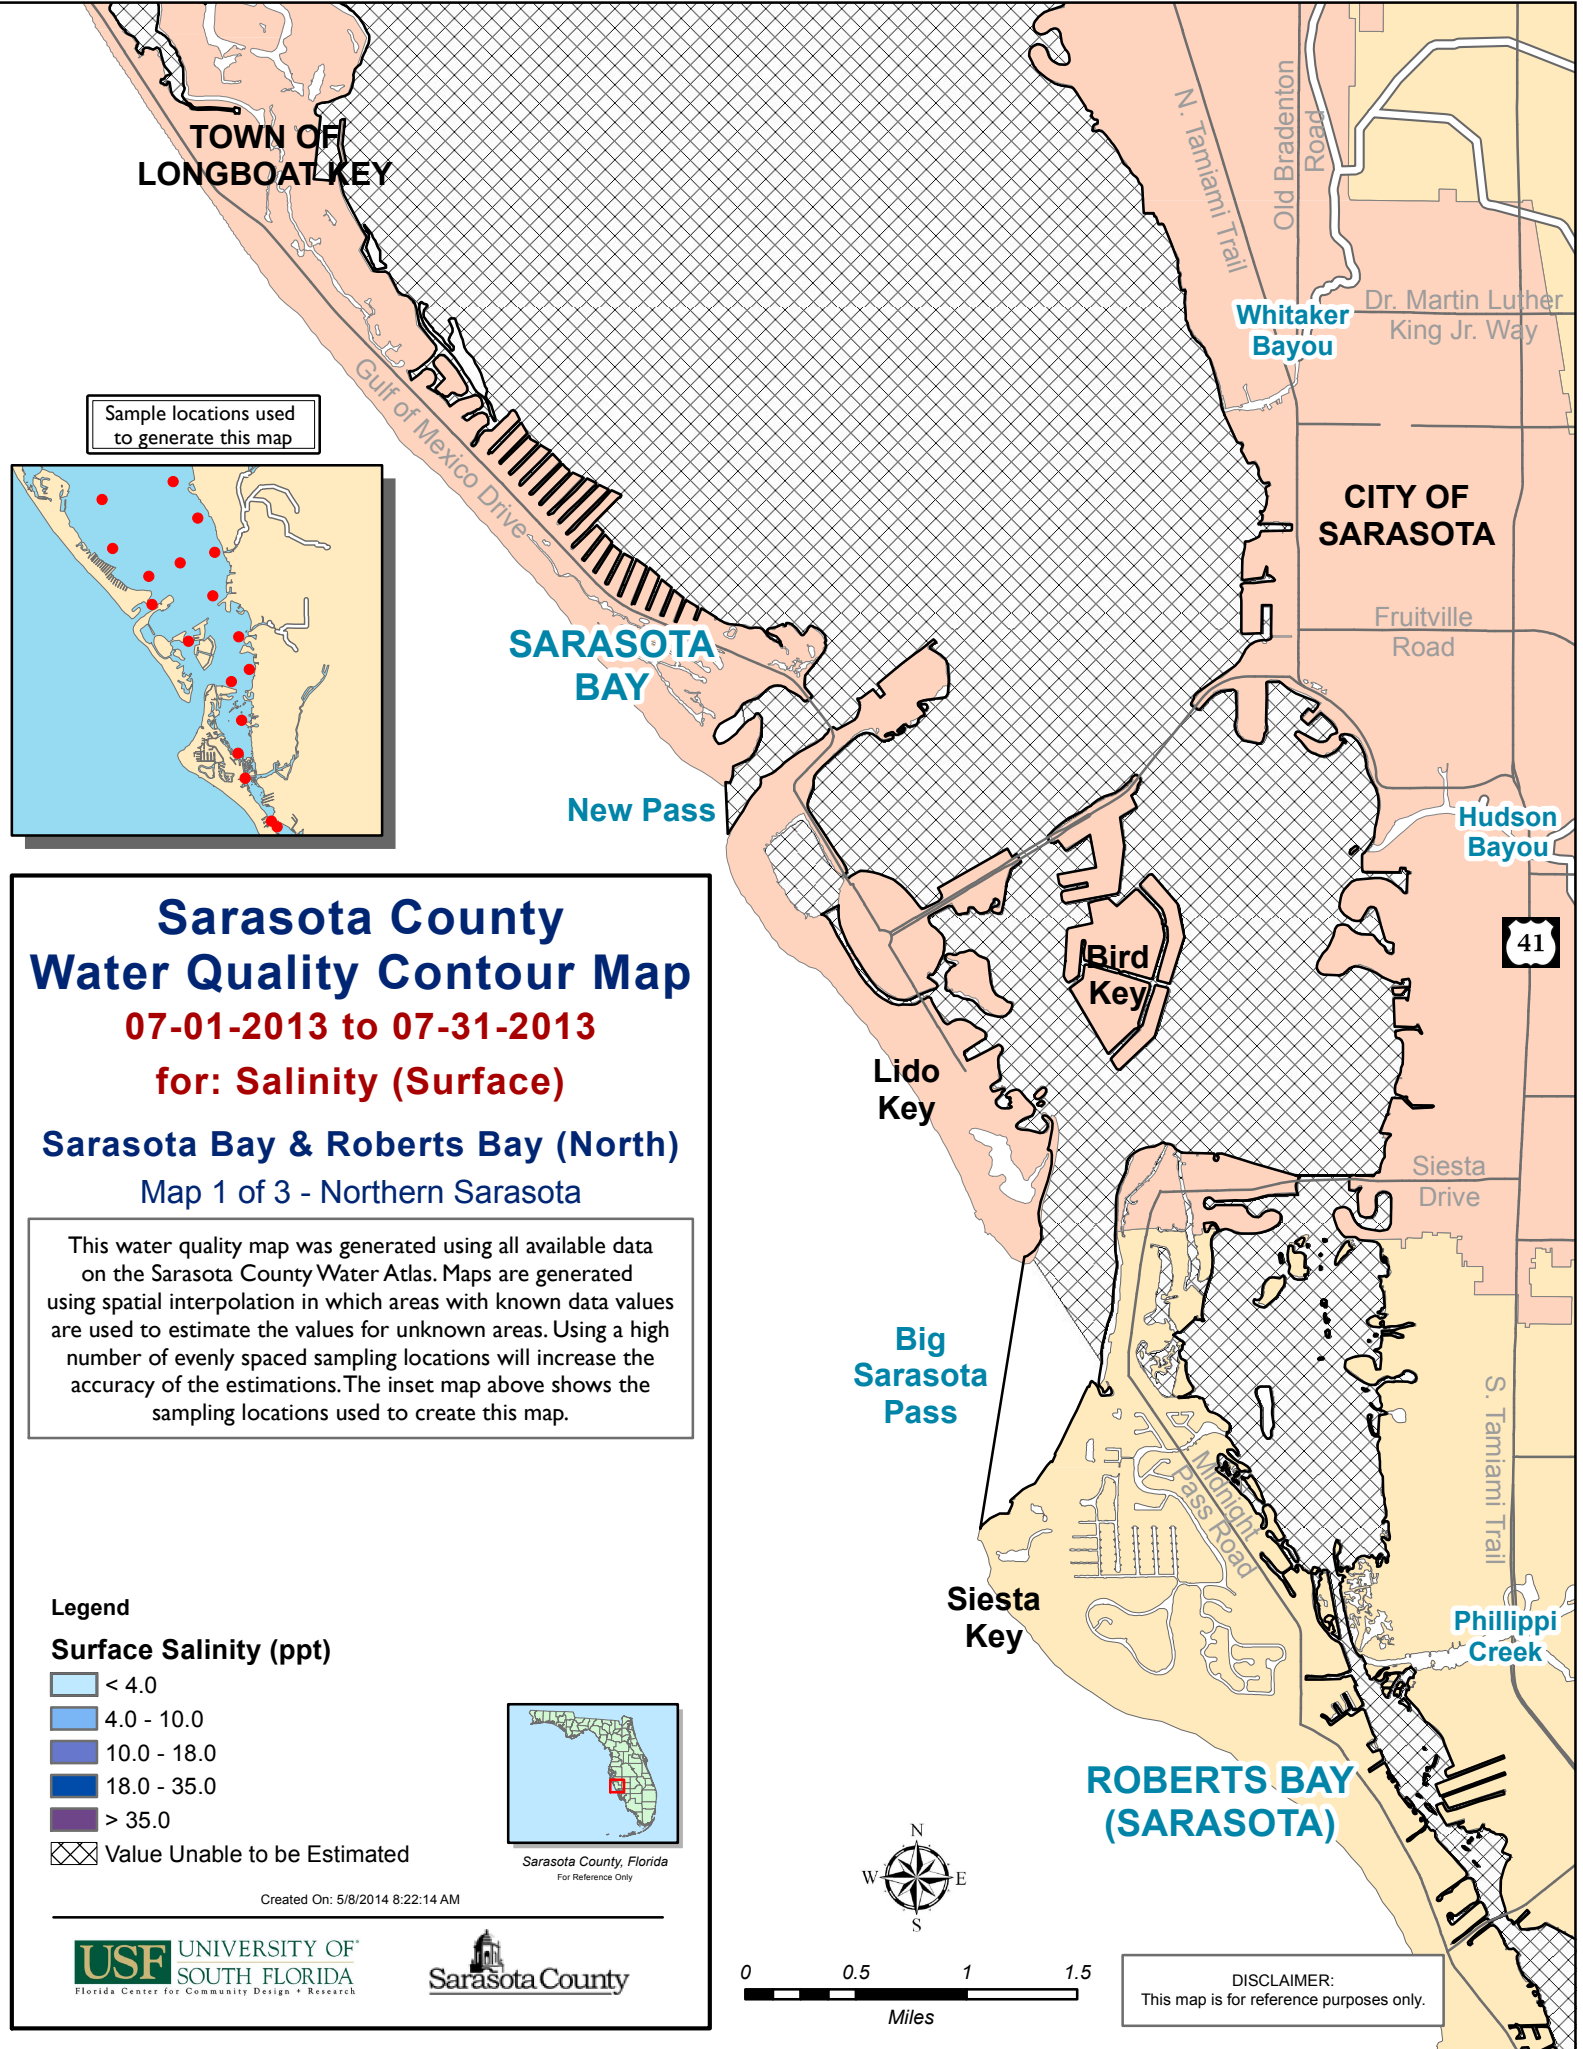 TOWN OF
LONGBOAT KEY
N. Tamiami Trail
Old Bradenton
Road
Whitaker
Bayou
Dr. Martin Luther
King Jr. Way
Gulf of Mexico Drive
Sample locations used
to generate this map
CITY OF
SARASOTA
Fruitville
Road
SARASOTA
BAY
New Pass
Hudson
Bayou
41
Bird
Key
Lido
Key
Siesta
Drive
Big
Sarasota
Pass
S. Tamiami Trail
Midnight
Pass Road
Siesta
Key
Phillippi
Creek
ROBERTS BAY
(SARASOTA)
Sarasota County
Water Quality Contour Map
07-01-2013 to 07-31-2013
for: Salinity (Surface)
Sarasota Bay & Roberts Bay (North)
Map 1 of 3 - Northern Sarasota
This water quality map was generated using all available data
on the Sarasota County Water Atlas. Maps are generated
using spatial interpolation in which areas with known data values
are used to estimate the values for unknown areas. Using a high
number of evenly spaced sampling locations will increase the
accuracy of the estimations. The inset map above shows the
sampling locations used to create this map.
Legend
Surface Salinity (ppt)
< 4.0
4.0 - 10.0
10.0 - 18.0
18.0 - 35.0
> 35.0
Value Unable to be Estimated
Sarasota County, Florida
For Reference Only
Created On: 5/8/2014 8:22:14 AM
USF UNIVERSITY OF
SOUTH FLORIDA
Florida Center for Community Design + Research
Sarasota County
N
W E
S
0 0.5 1 1.5
Miles
DISCLAIMER:
This map is for reference purposes only.